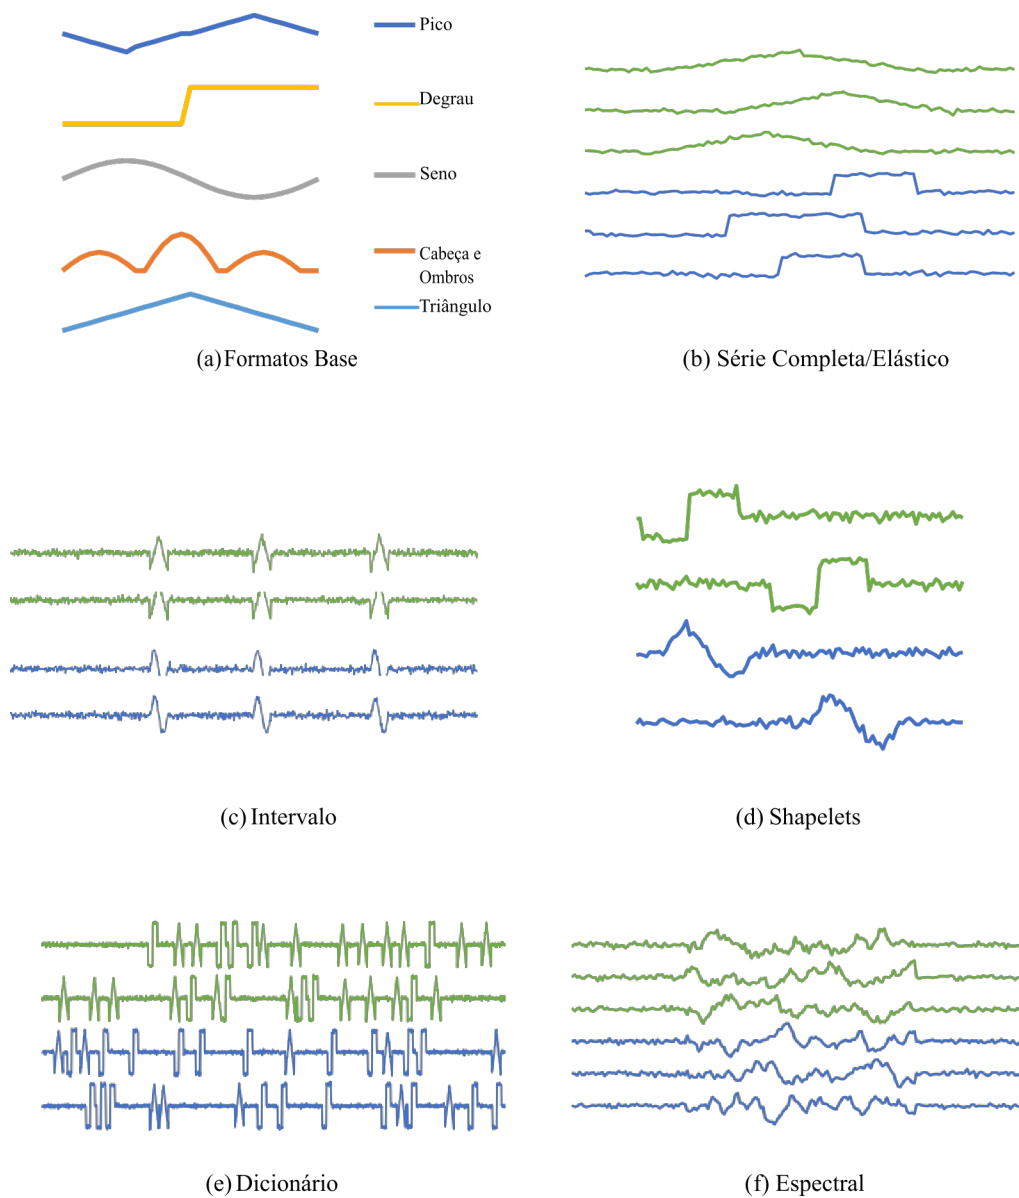 Pico
Degrau
Seno
Cabeça e
Ombros
Triângulo
(a) Formatos Base
(b) Série Completa/Elástico
(c) Intervalo
(d) Shapelets
(e) Dicionário
(f) Espectral